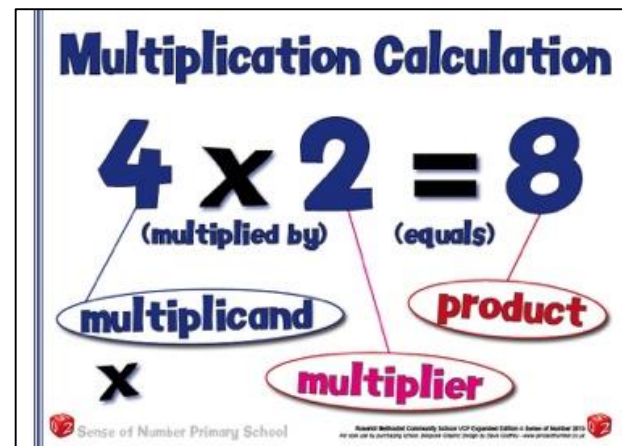 Multiplication Calculation
4 x 2 = 8
(multiplied by) (equals)
multiplicand
product
multiplier
x
Sense of Number Primary School